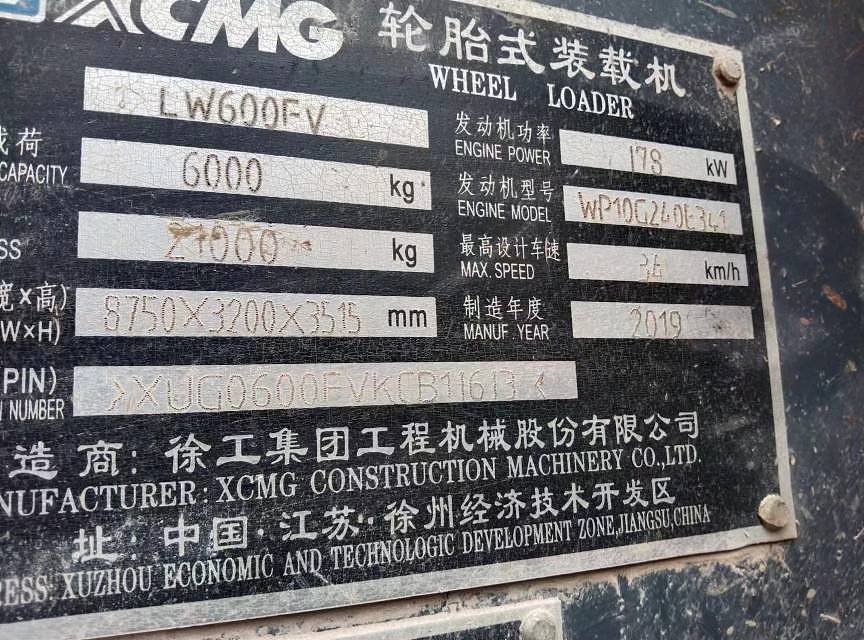 XCMG 轮胎式装载机
WHEEL LOADER
LW600FV
载荷 6000 kg
CAPACITY
kg
宽×高) 8750×3200×3515 mm
W×H)
发动机功率 178 kW
ENGINE POWER
发动机型号 WP10G240E341
ENGINE MODEL
最高设计车速 km/h
MAX. SPEED
制造年度 2019
MANUF. YEAR
(PIN) XUG0600FVKCB11613
NUMBER
造商: 徐工集团工程机械股份有限公司
NUFACTURER: XCMG CONSTRUCTION MACHINERY CO.,LTD.
址: 中国·江苏·徐州经济技术开发区
RESS: XUZHOU ECONOMIC AND TECHNOLOGIC DEVELOPMENT ZONE,JIANGSU,CHINA